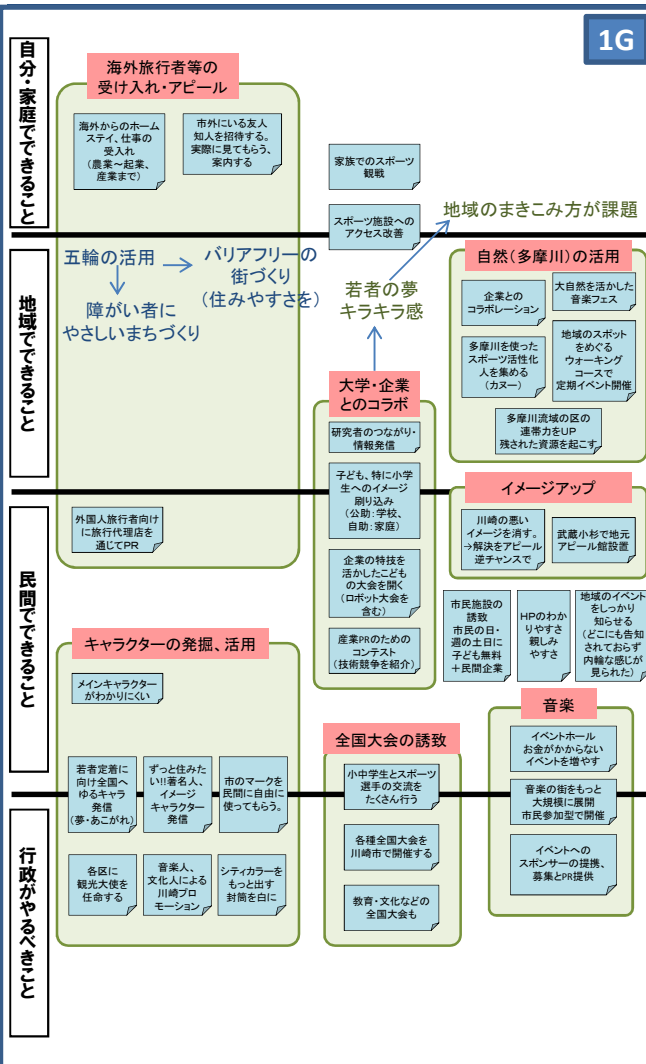 1G
自分・家庭でできること
海外旅行者等の
受け入れ・アピール
海外からのホーム
ステイ、仕事の
受入れ
(農業～起業、
産業まで)
市外にいる友人
知人を招待する。
実際に見てもらう、
案内する
家族でのスポーツ
観戦
スポーツ施設への
アクセス改善
地域のまきこみ方が課題
地域でできること
五輪の活用
バリアフリーの
街づくり
(住みやすさを)
障がい者に
やさしいまちづくり
若者の夢
キラキラ感
自然(多摩川)の活用
企業との
コラボレーション
大自然を活かした
音楽フェス
多摩川を使った
スポーツ活性化
人を集める
(カヌー)
地域のスポット
をめぐる
ウォーキング
コースで
定期イベント開催
多摩川流域の区の
連帯力をUP
残された資源を起こす
大学・企業
とのコラボ
研究者のつながり・
情報発信
子ども、特に小学
生へのイメージ
刷り込み
(公助:学校、
自助:家庭)
企業の特技を
活かしたこども
の大会を開く
(ロボット大会を
含む)
産業PRのための
コンテスト
(技術競争を紹介)
民間でできること
外国人旅行者向け
に旅行代理店を
通じてPR
イメージアップ
川崎の悪い
イメージを消す。
→解決をアピール
逆チャンスで
武蔵小杉で地元
アピール館設置
市民施設の
誘致
市民の日・
週の土日に
子ども無料
＋民間企業
HPのわか
りやすさ
親しみ
やすさ
地域のイベント
をしっかり
知らせる
(どこにも告知
されておらず
内輪な感じが
見られた)
キャラクターの発掘、活用
メインキャラクター
がわかりにくい
若者定着に
向け全国へ
ゆるキャラ
発信
(夢・あこがれ)
ずっと住みた
い!!著名人、
イメージ
キャラクター
発信
市のマークを
民間に自由に
使ってもらう。
各区に
観光大使を
任命する
音楽人、
文化人による
川崎プロ
モーション
シティカラーを
もっと出す
封筒を白に
全国大会の誘致
小中学生とスポーツ
選手の交流を
たくさん行う
各種全国大会を
川崎市で開催する
教育・文化などの
全国大会も
音楽
イベントホール
お金がかからない
イベントを増やす
音楽の街をもっと
大規模に展開
市民参加型で開催
イベントへの
スポンサーの提携、
募集とPR提供
行政がやるべきこと